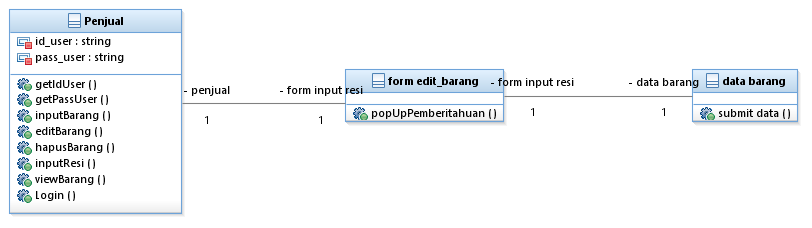 Penjual
id_user : string
pass_user : string
getIdUser ()
getPassUser ()
inputBarang ()
editBarang ()
hapusBarang ()
inputResi ()
viewBarang ()
Login ()
- penjual
1
- form input resi
1
form edit_barang
popUpPemberitahuan ()
- form input resi
1
- data barang
1
data barang
submit data ()